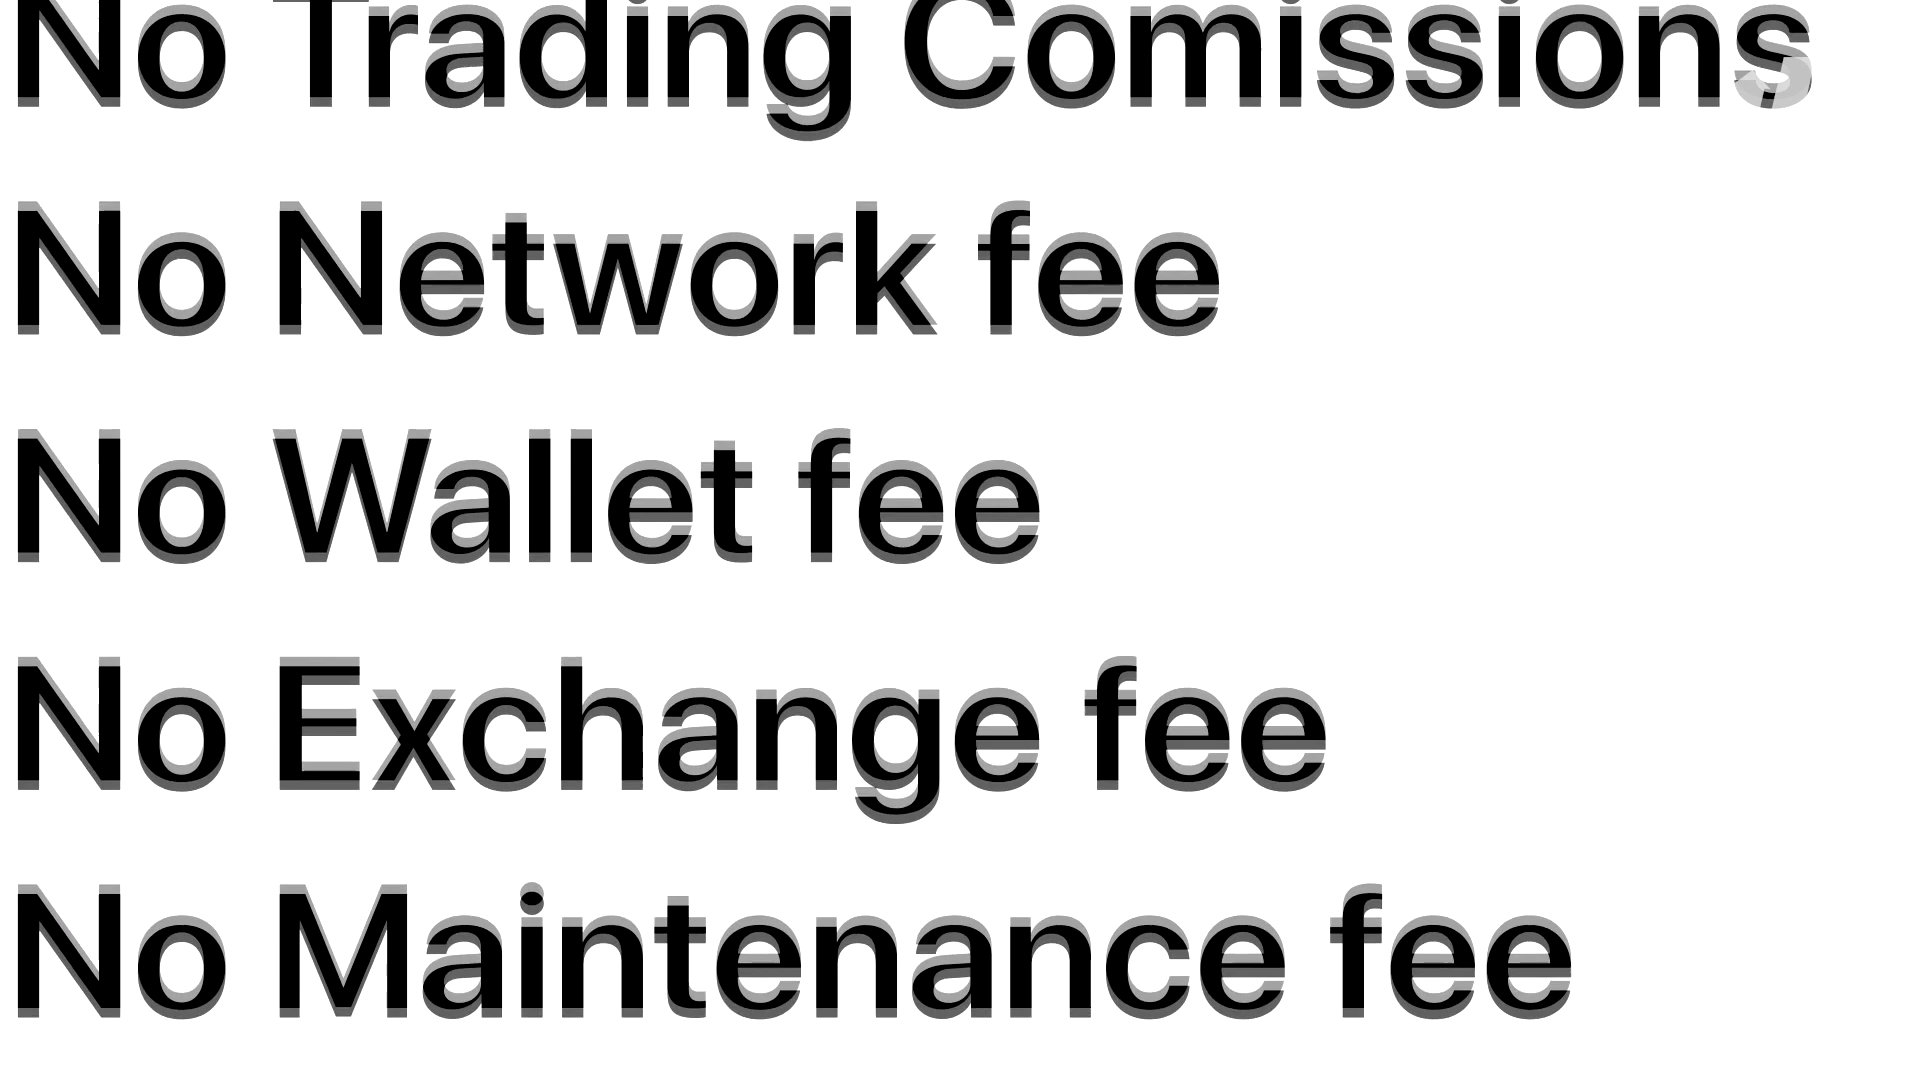 No Trading Comissions
No Network fee
No Wallet fee
No Exchange fee
No Maintenance fee